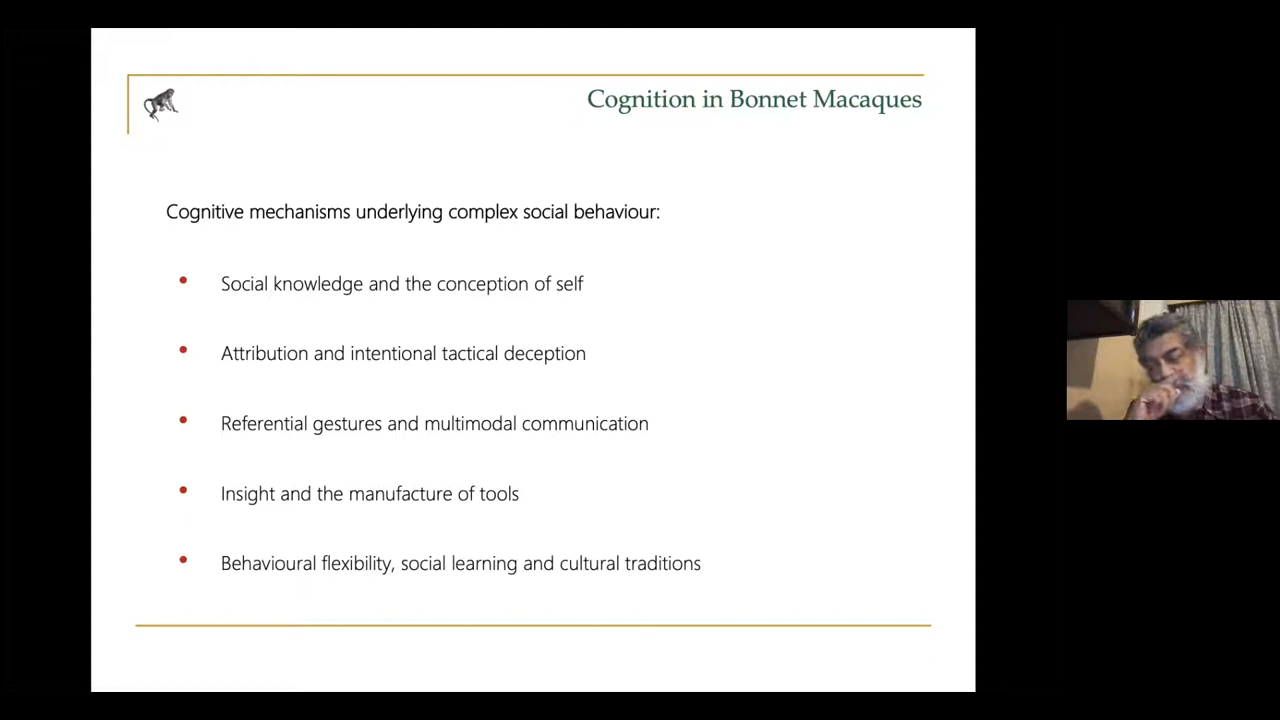 Cognition in Bonnet Macaques
Cognitive mechanisms underlying complex social behaviour:
• Social knowledge and the conception of self
• Attribution and intentional tactical deception
• Referential gestures and multimodal communication
• Insight and the manufacture of tools
• Behavioural flexibility, social learning and cultural traditions